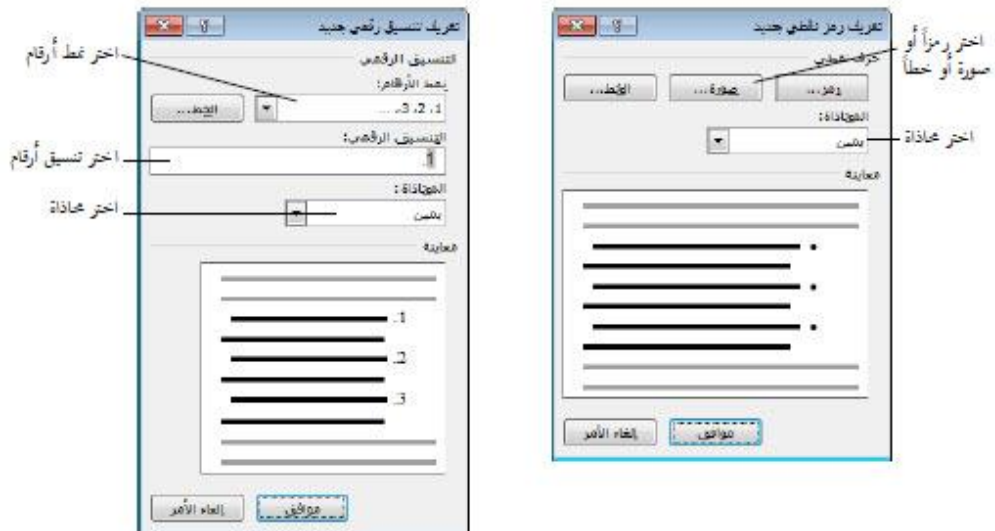 تعريف رمز نقطي جديد
حرف نقطي
رمز...
صورة...
الخط...
المحاذاة:
يمين
معاينة
موافق
إلغاء الأمر
اختر رمزاً أو
صورة أو خطاً
اختر محاذاة
تعريف تنسيق رقمي جديد
التنسيق الرقمي
نمط الأرقام:
1، 2، 3، ...
الخط...
التنسيق الرقمي:
1.
المحاذاة:
يمين
معاينة
1.
2.
3.
موافق
إلغاء الأمر
اختر نمط أرقام
اختر تنسيق أرقام
اختر محاذاة